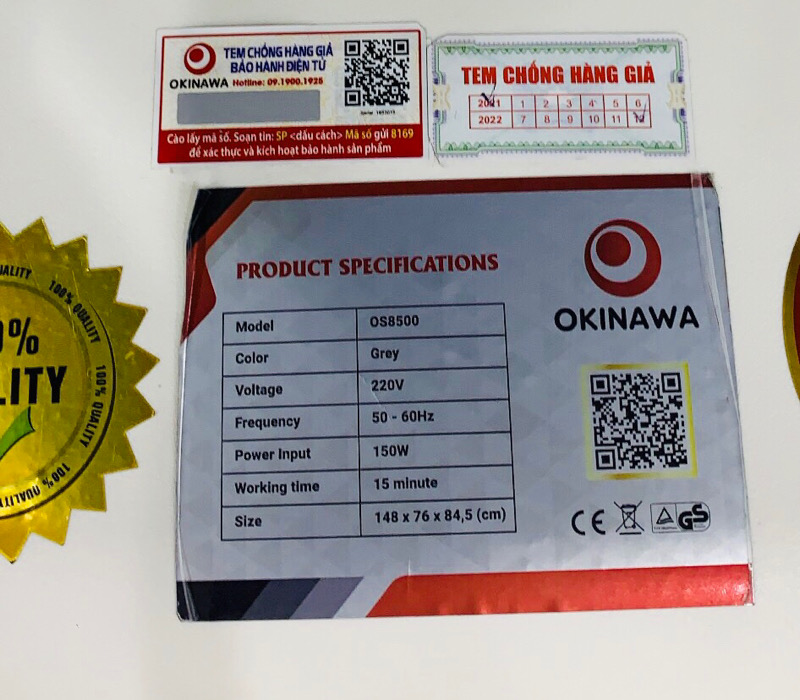 TEM CHỐNG HÀNG GIẢ
BẢO HÀNH ĐIỆN TỬ
OKINAWA Hotline: 09.1900.1925
Cào lấy mã số. Soạn tin: SP <dấu cách> Mã số gửi 8169
để xác thực và kích hoạt bảo hành sản phẩm
TEM CHỐNG HÀNG GIẢ
2021 1 2 3 4 5 6
2022 7 8 9 10 11 12
PRODUCT SPECIFICATIONS
OKINAWA
Model OS8500
Color Grey
Voltage 220V
Frequency 50 - 60Hz
Power Input 150W
Working time 15 minute
Size 148 x 76 x 84,5 (cm)
CE
GS
100% QUALITY
100% QUALITY
100% QUALITY